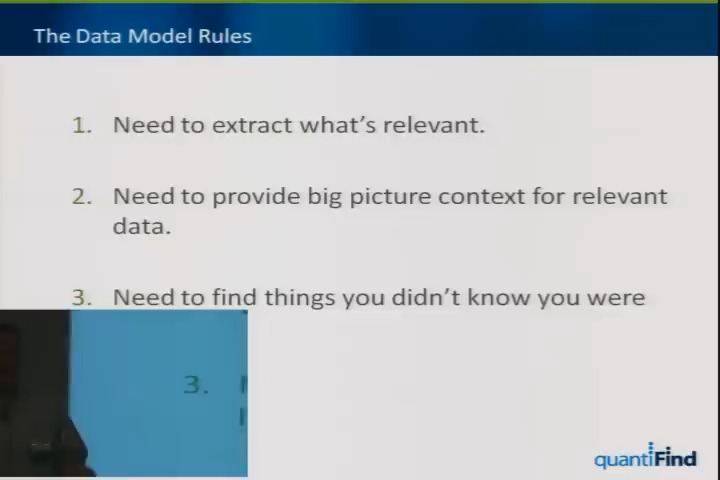 The Data Model Rules
1. Need to extract what's relevant.
2. Need to provide big picture context for relevant
data.
3. Need to find things you didn't know you were
3.
quantiFind